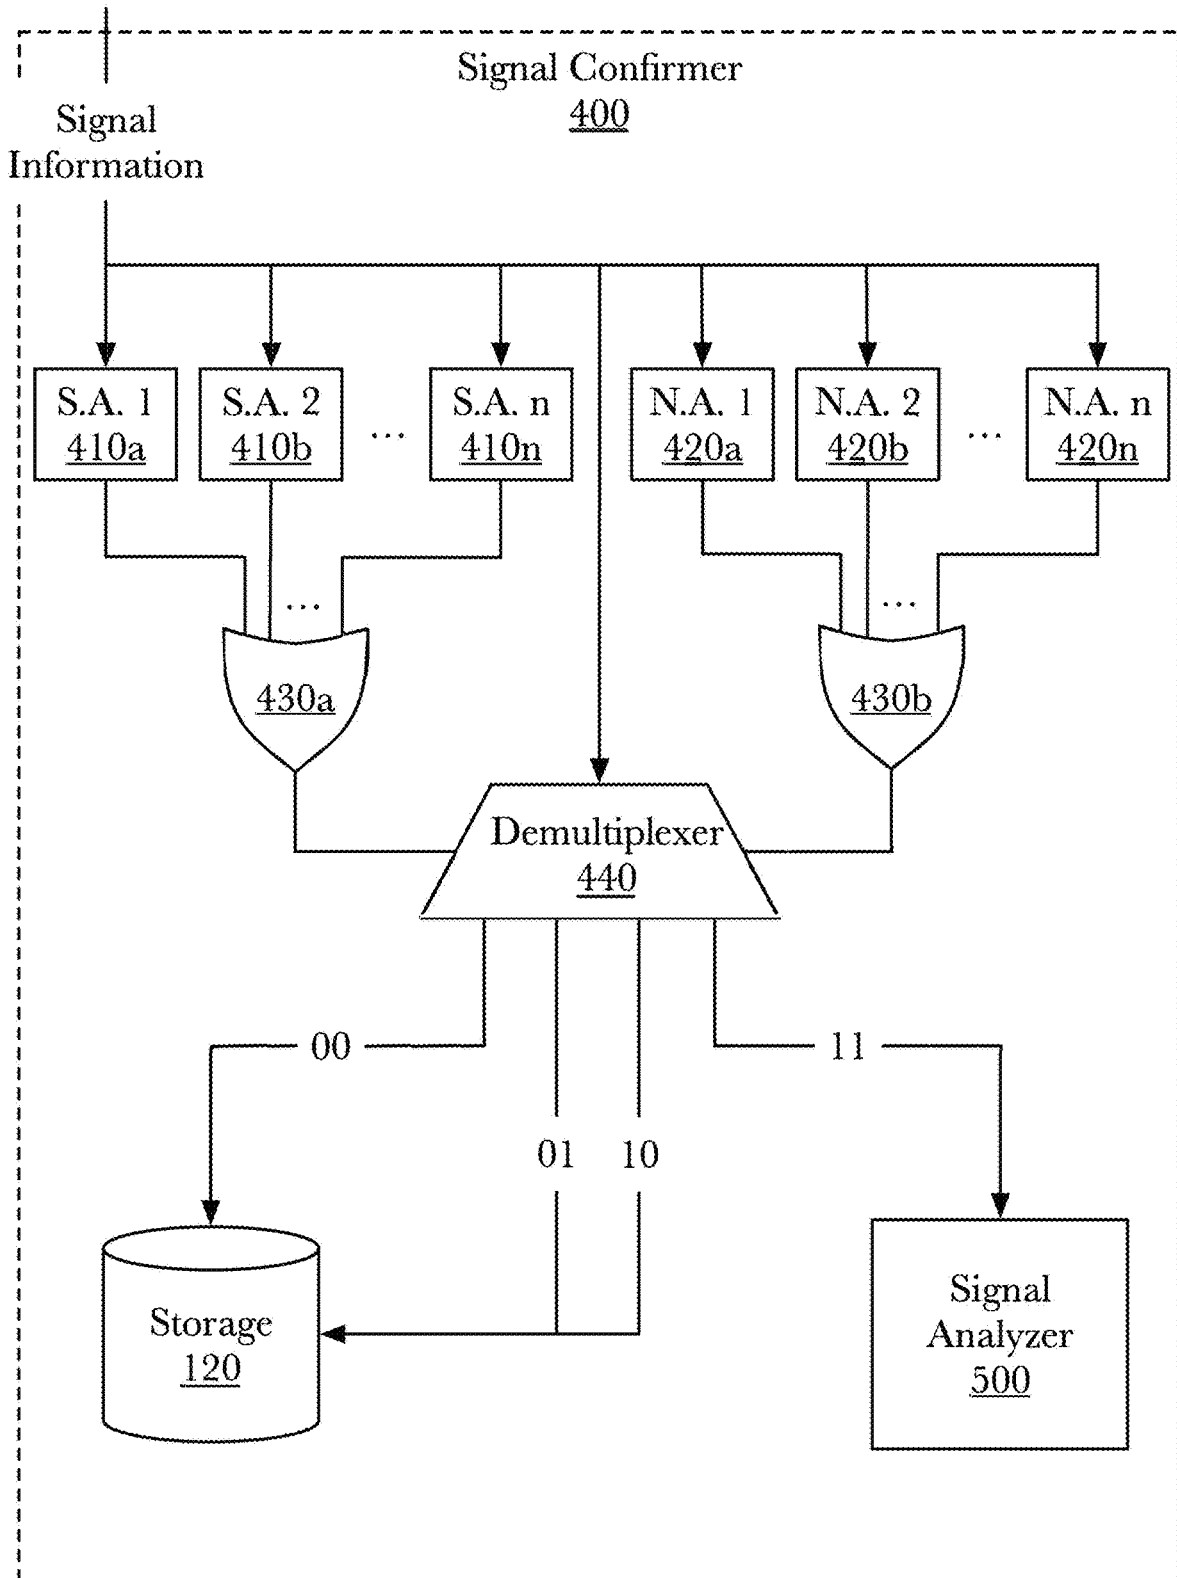 Signal Confirmer
400
Signal
Information
S.A. 1
410a
S.A. 2
410b
...
S.A. n
410n
N.A. 1
420a
N.A. 2
420b
...
N.A. n
420n
...
430a
...
430b
Demultiplexer
440
00
11
01
10
Storage
120
Signal
Analyzer
500